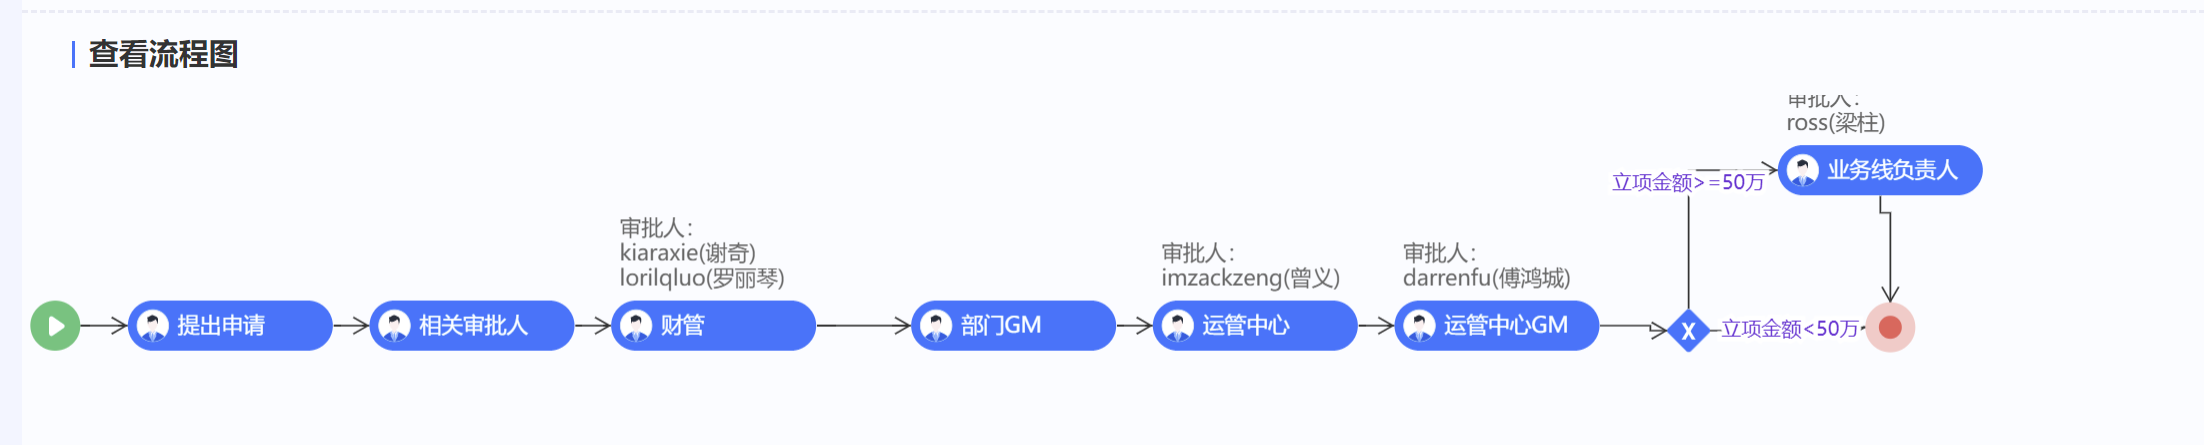 查看流程图
审批人：
ross(梁柱)
业务线负责人
立项金额>=50万
审批人：
kiaraxie(谢奇)
lorilqluo(罗丽琴)
审批人：
imzackzeng(曾义)
审批人：
darrenfu(傅鸿城)
提出申请
相关审批人
财管
部门GM
运管中心
运管中心GM
X
立项金额<50万